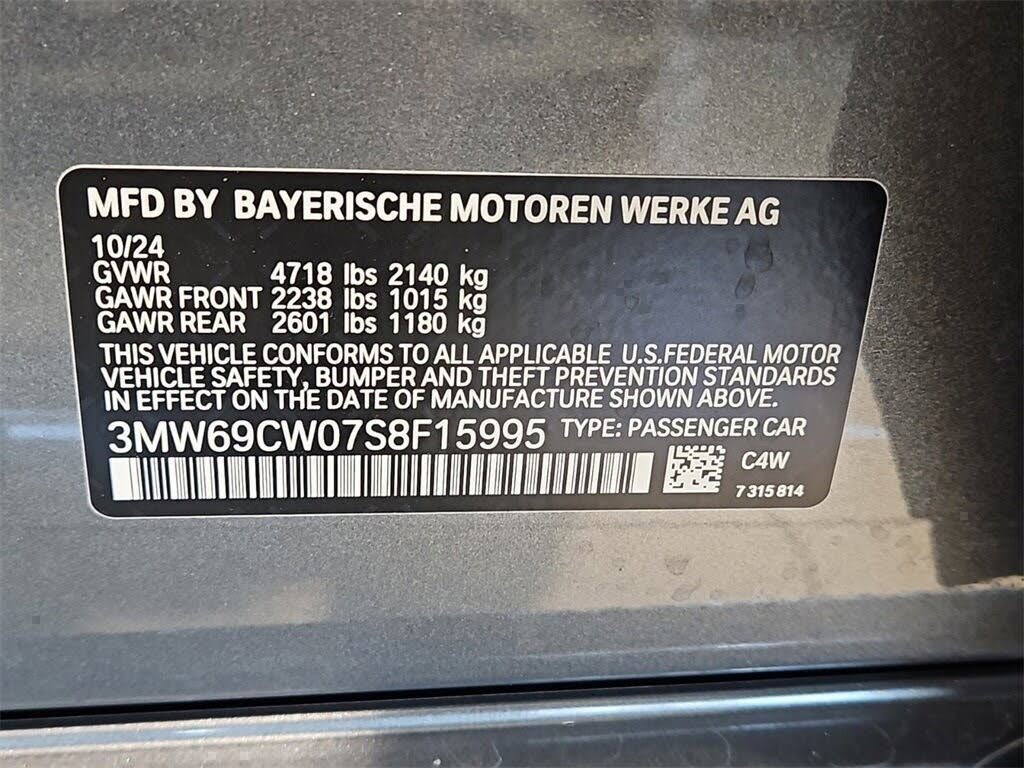 MFD BY BAYERISCHE MOTOREN WERKE AG
10/24
GVWR 4718 lbs 2140 kg
GAWR FRONT 2238 lbs 1015 kg
GAWR REAR 2601 lbs 1180 kg
THIS VEHICLE CONFORMS TO ALL APPLICABLE U.S.FEDERAL MOTOR
VEHICLE SAFETY, BUMPER AND THEFT PREVENTION STANDARDS
IN EFFECT ON THE DATE OF MANUFACTURE SHOWN ABOVE.
3MW69CW07S8F15995 TYPE: PASSENGER CAR
C4W
7 315 814